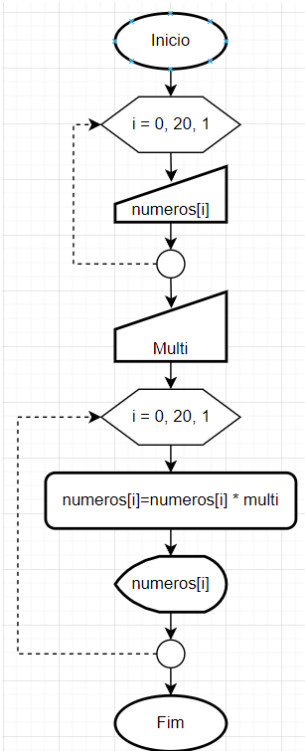 Inicio
i = 0, 20, 1
numeros[i]
Multi
i = 0, 20, 1
numeros[i]=numeros[i] * multi
numeros[i]
Fim